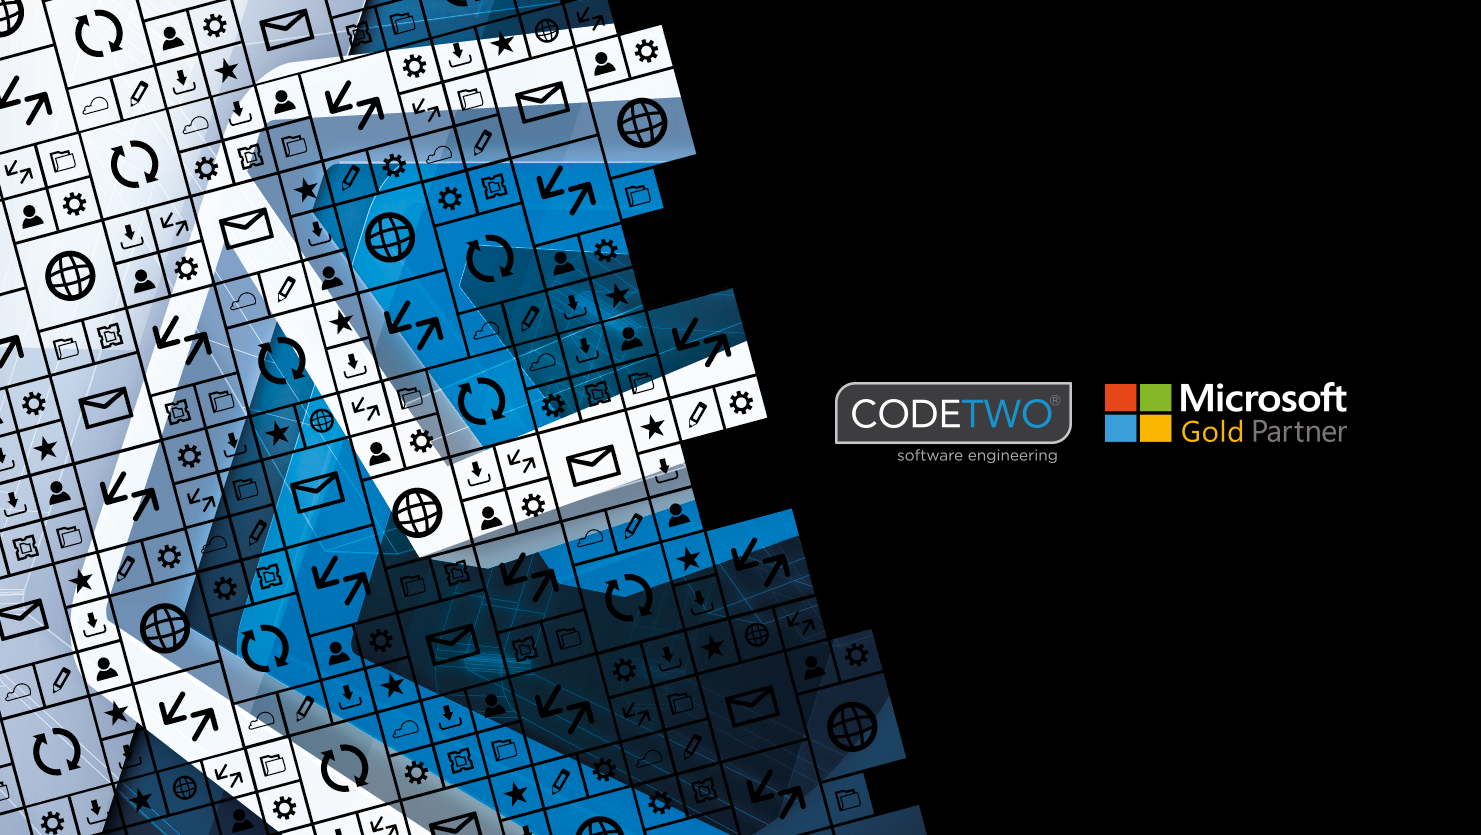 CODETWO®
software engineering
Microsoft
Gold Partner